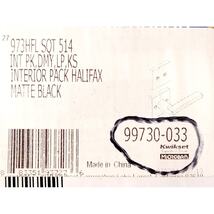 973HFL SQT 514
INT PK,DMY,LP,KS
INTERIOR PACK HALIFAX
MATTE BLACK
99730-033
Kwikset
MICROBAN
Made in China